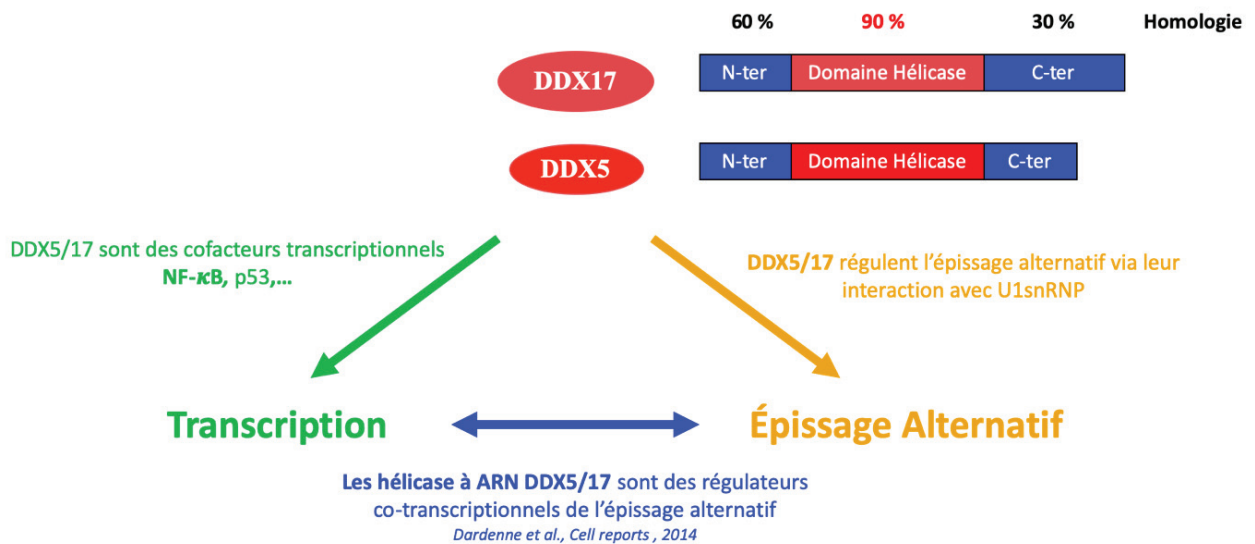 60 % 90 % 30 % Homologie
DDX17 N-ter Domaine Hélicase C-ter
DDX5 N-ter Domaine Hélicase C-ter
DDX5/17 sont des cofacteurs transcriptionnels
NF-κB, p53,...
DDX5/17 régulent l'épissage alternatif via leur
interaction avec U1snRNP
Transcription
Épissage Alternatif
Les hélicase à ARN DDX5/17 sont des régulateurs
co-transcriptionnels de l'épissage alternatif
Dardenne et al., Cell reports , 2014